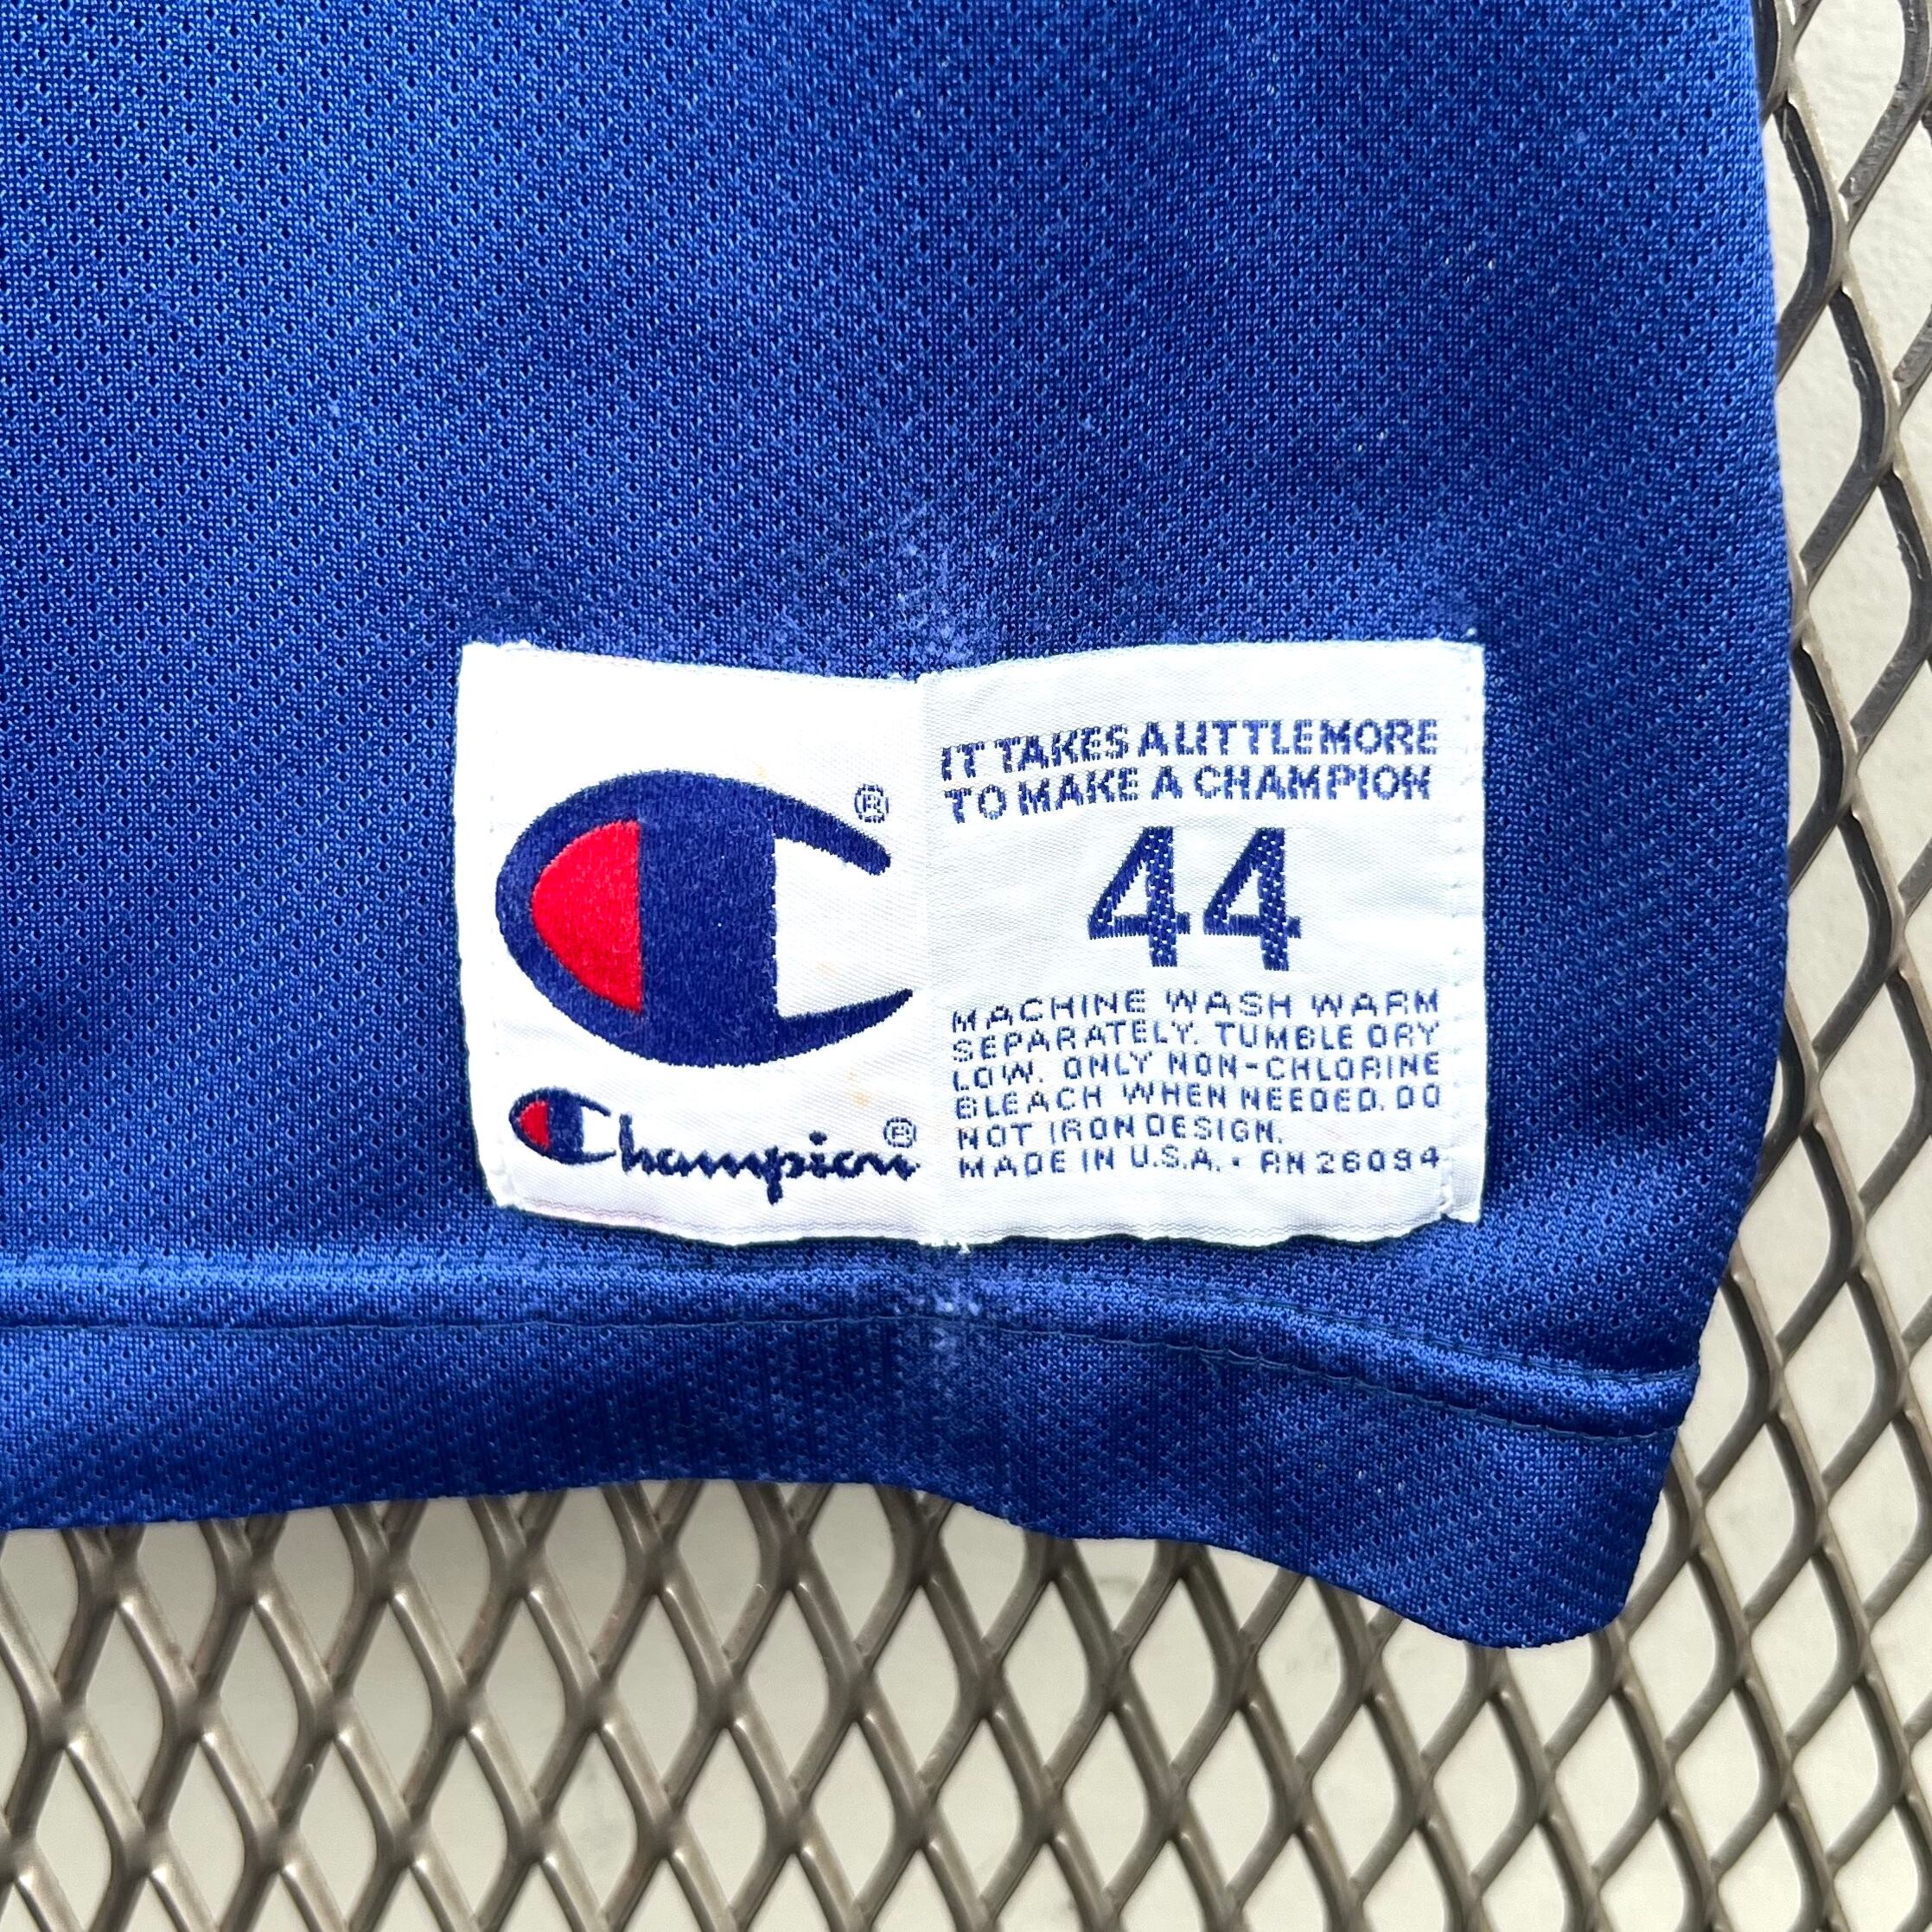 ®
Champion®
IT TAKES A LITTLE MORE
TO MAKE A CHAMPION
44
MACHINE WASH WARM
SEPARATELY. TUMBLE DRY
LOW. ONLY NON-CHLORINE
BLEACH WHEN NEEDED. DO
NOT IRON DESIGN.
MADE IN U.S.A. • RN 26094